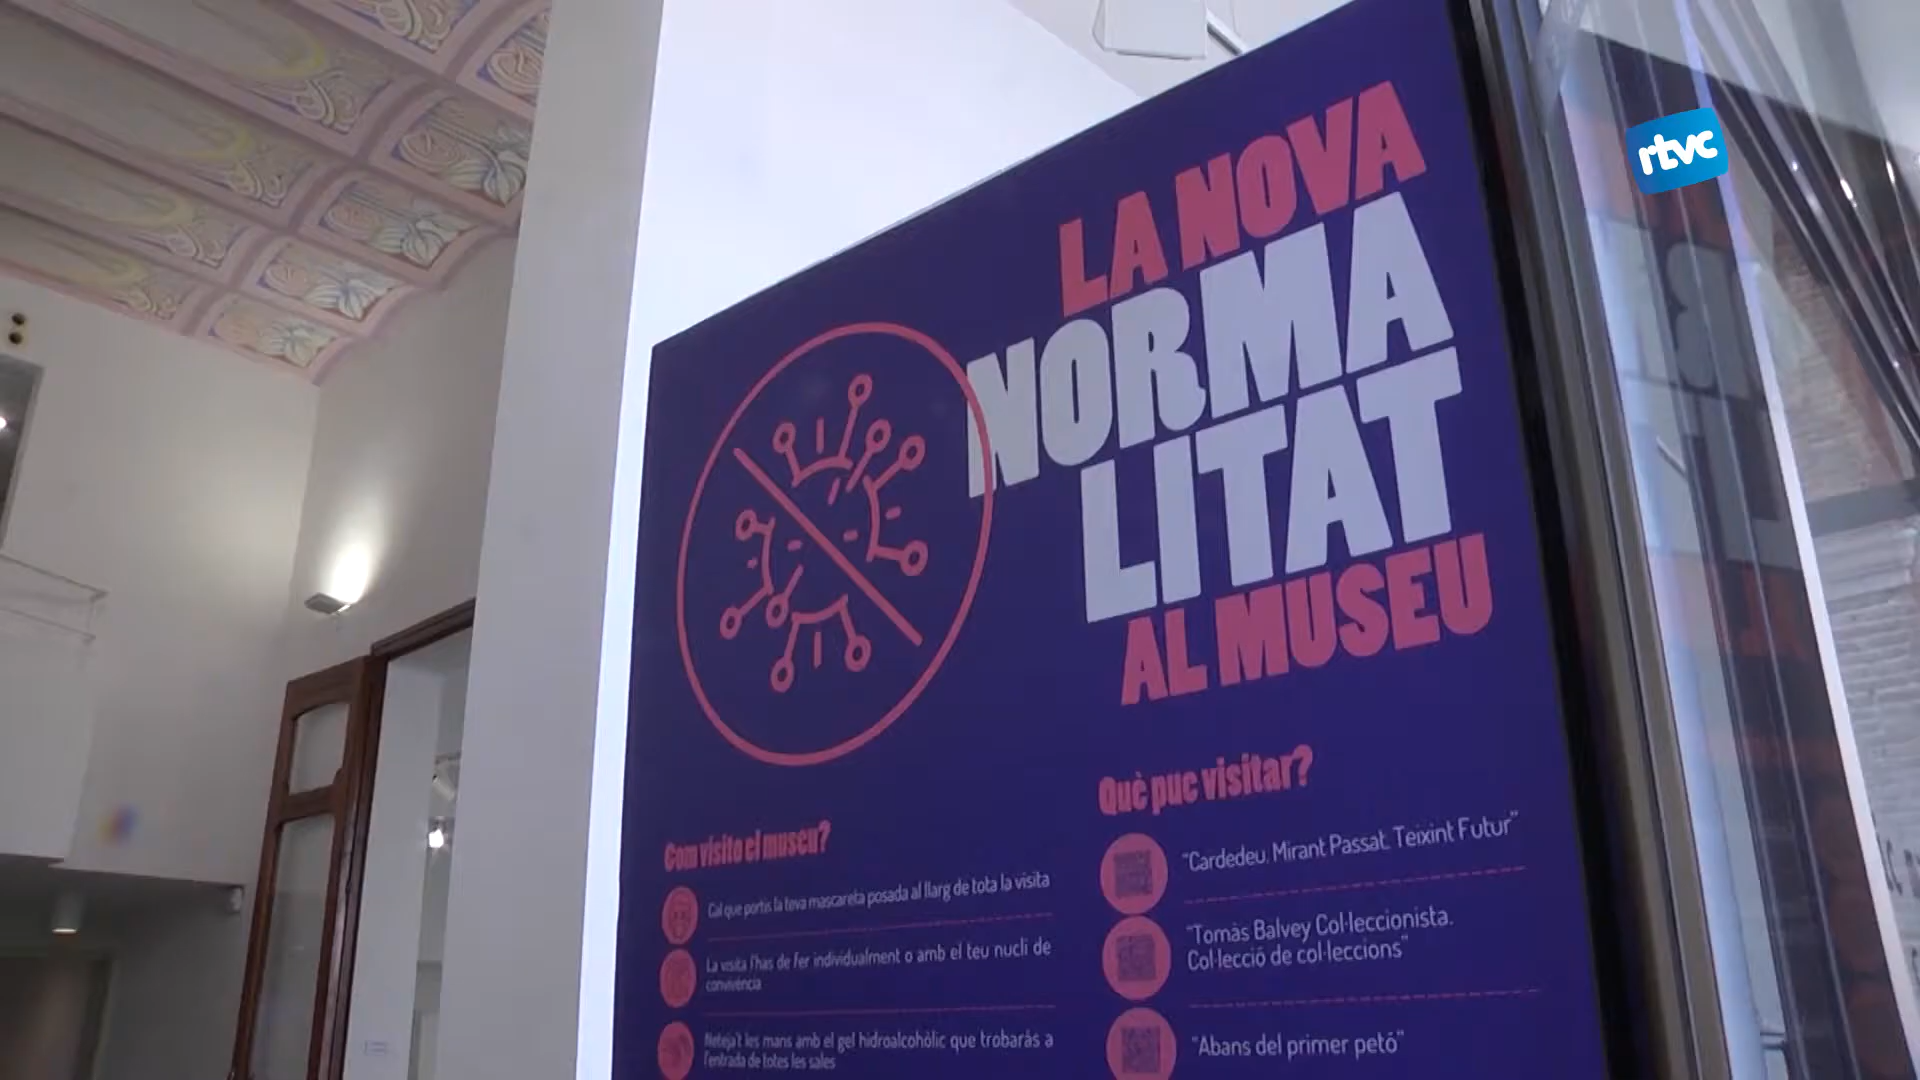 rtvc
LA NOVA
NORMA
LITAT
AL MUSEU
Com visito el museu?
Cal que portis la teva mascareta posada al llarg de tota la visita
La visita l'has de fer individualment o amb el teu nucli de
convivència
Neteja't les mans amb el gel hidroalcohòlic que trobaràs a
l'entrada de totes les sales
Què puc visitar?
"Cardedeu. Mirant Passat. Teixint Futur"
"Tomàs Balvey Col·leccionista.
Col·lecció de col·leccions"
"Abans del primer petó"